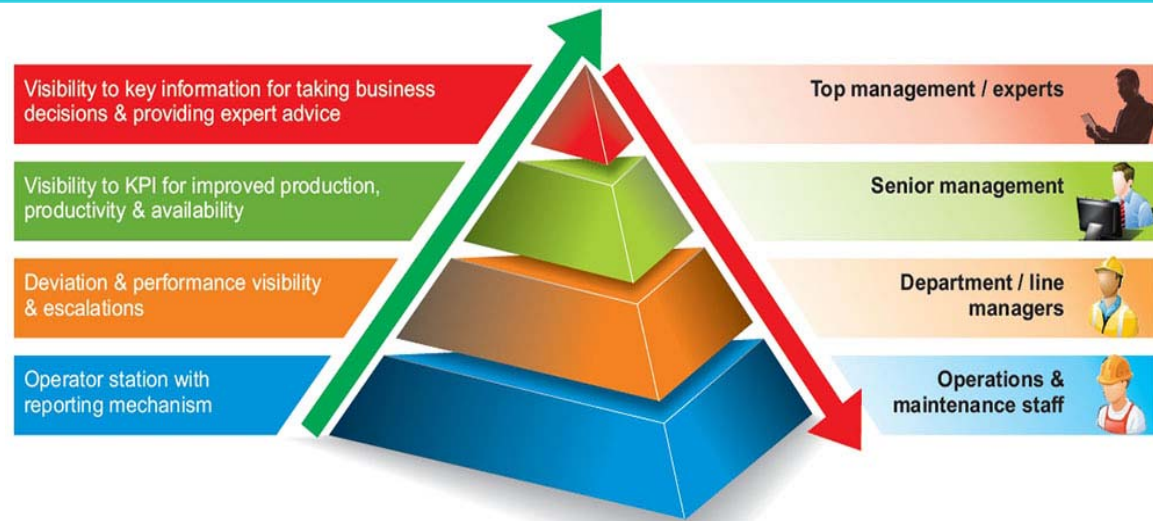 Visibility to key information for taking business
decisions & providing expert advice
Top management / experts
Visibility to KPI for improved production,
productivity & availability
Senior management
Deviation & performance visibility
& escalations
Department / line
managers
Operator station with
reporting mechanism
Operations &
maintenance staff